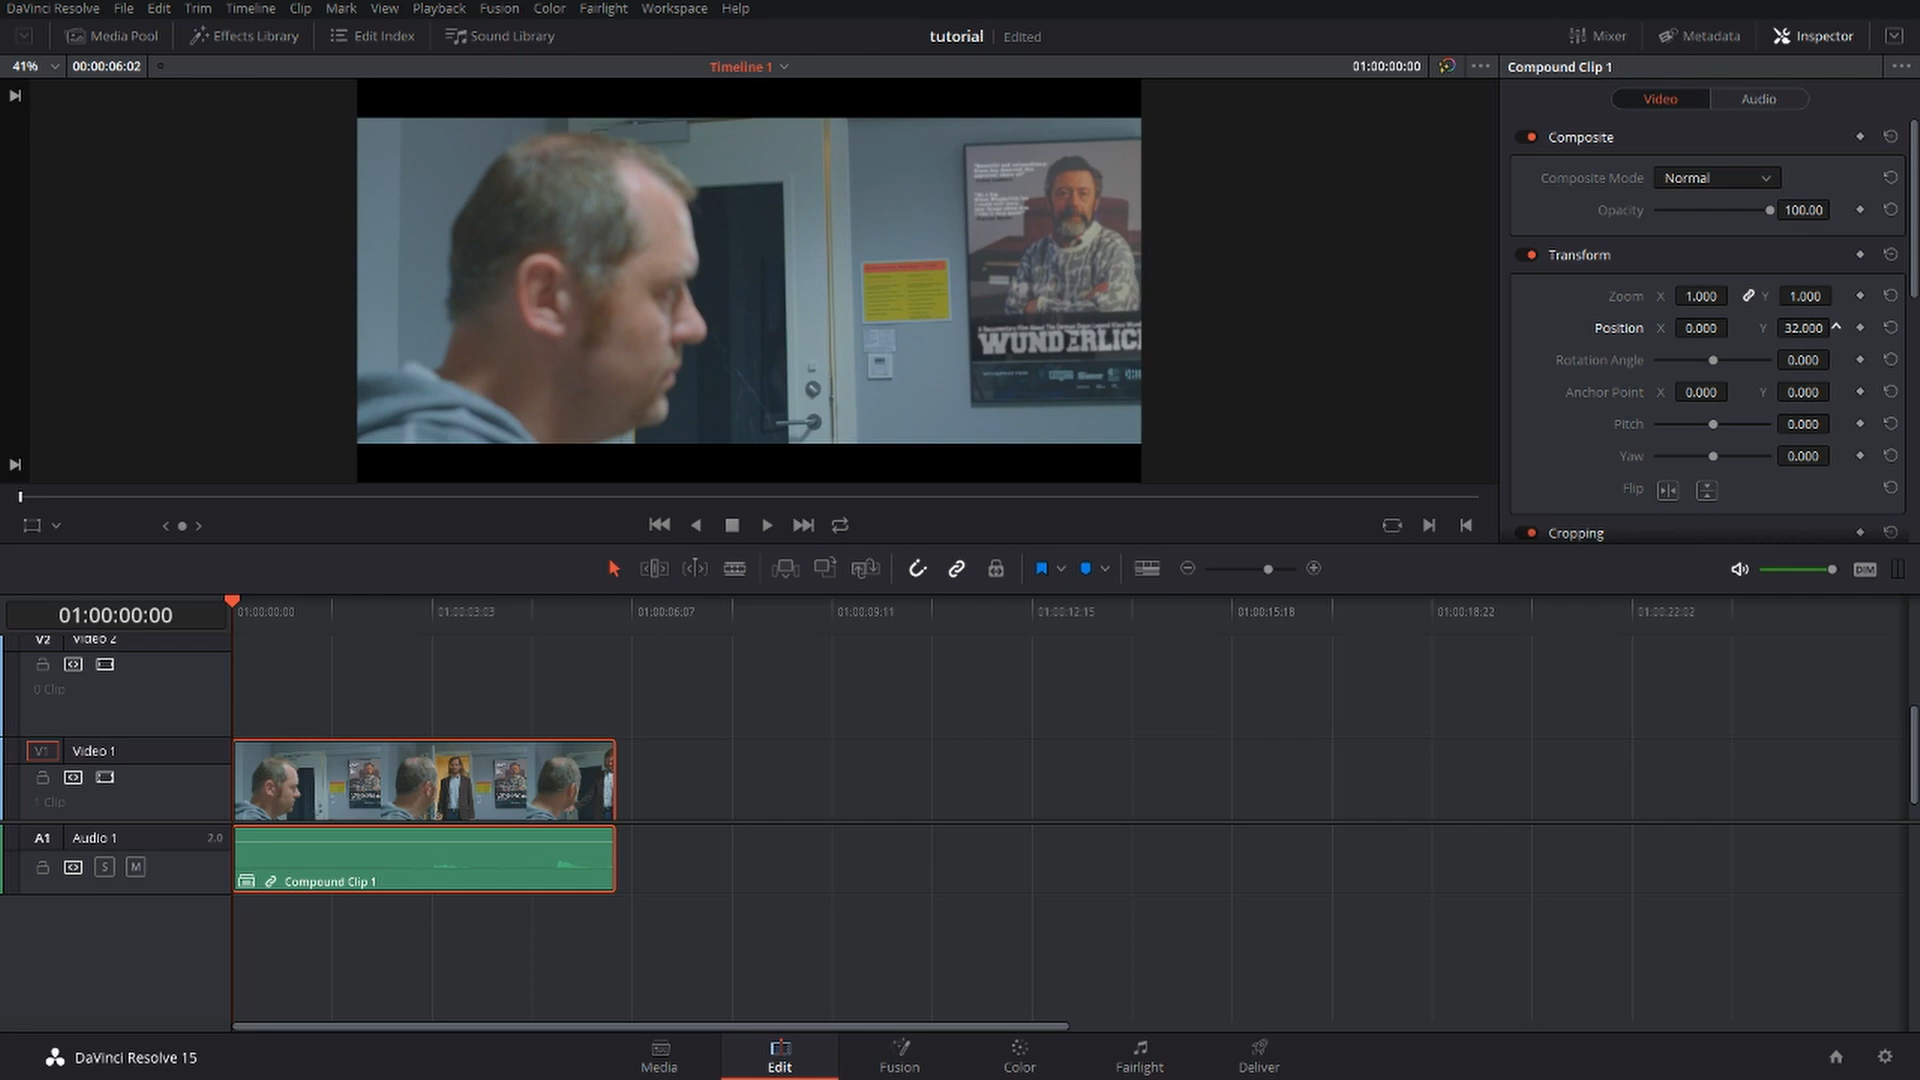 DaVinci Resolve File Edit Trim Timeline Clip Mark View Playback Fusion Color Fairlight Workspace Help
Media Pool Effects Library Edit Index Sound Library tutorial Edited Mixer Metadata Inspector
41% 00:00:06:02 Timeline 1 01:00:00:00 Compound Clip 1
Video Audio
Composite
Composite Mode Normal
Opacity 100.00
Transform
Zoom X 1.000 Y 1.000
Position X 0.000 Y 32.000
Rotation Angle 0.000
Anchor Point X 0.000 Y 0.000
Pitch 0.000
Yaw 0.000
Flip
Cropping
WUNDERLIC
DIM
01:00:00:00
01:00:00:00 01:00:03:03 01:00:06:07 01:00:09:11 01:00:12:15 01:00:15:18 01:00:18:22 01:00:22:02
V2 Video 2
0 Clip
V1 Video 1
1 Clip
A1 Audio 1 2.0
S M
Compound Clip 1
DaVinci Resolve 15
Media Edit Fusion Color Fairlight Deliver